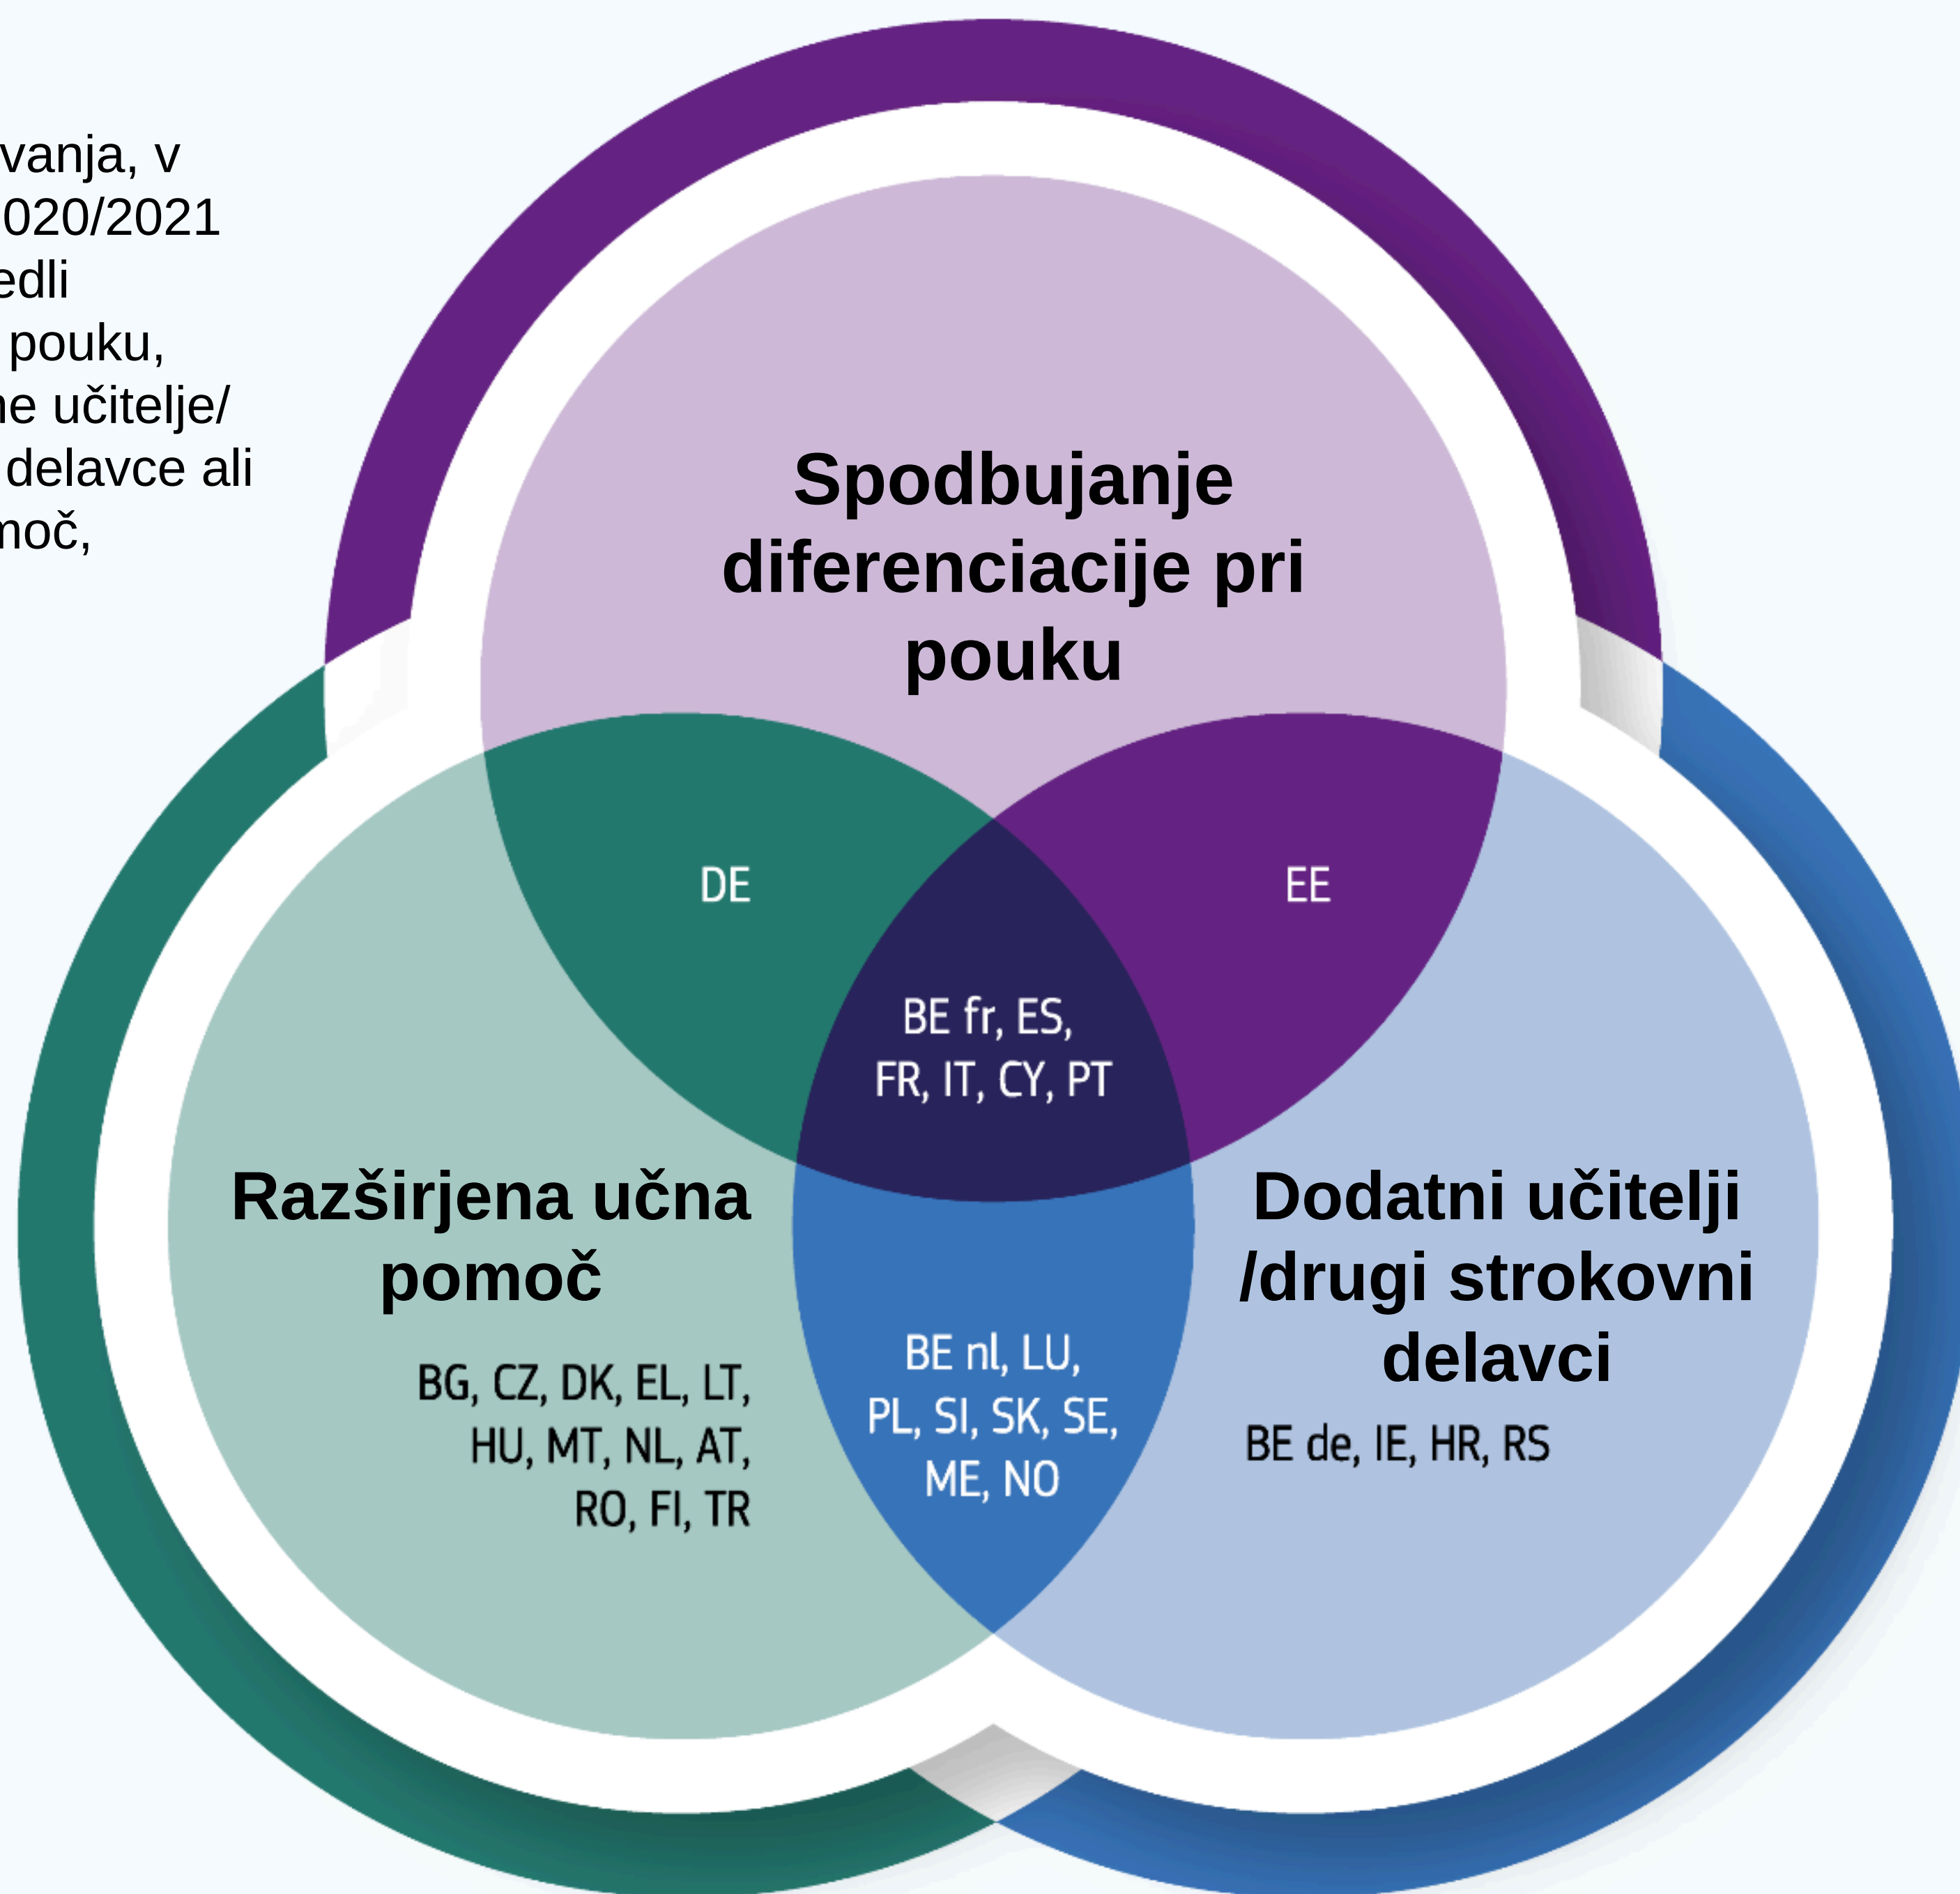 vanja, v
020/2021
edli
pouku,
ne učitelje/
delavce ali
moč,
Spodbujanje
diferenciacije pri
pouku
DE
EE
BE fr, ES,
FR, IT, CY, PT
Razširjena učna
pomoč
BG, CZ, DK, EL, LT,
HU, MT, NL, AT,
RO, FI, TR
BE nl, LU,
PL, SI, SK, SE,
ME, NO
Dodatni učitelji
/drugi strokovni
delavci
BE de, IE, HR, RS